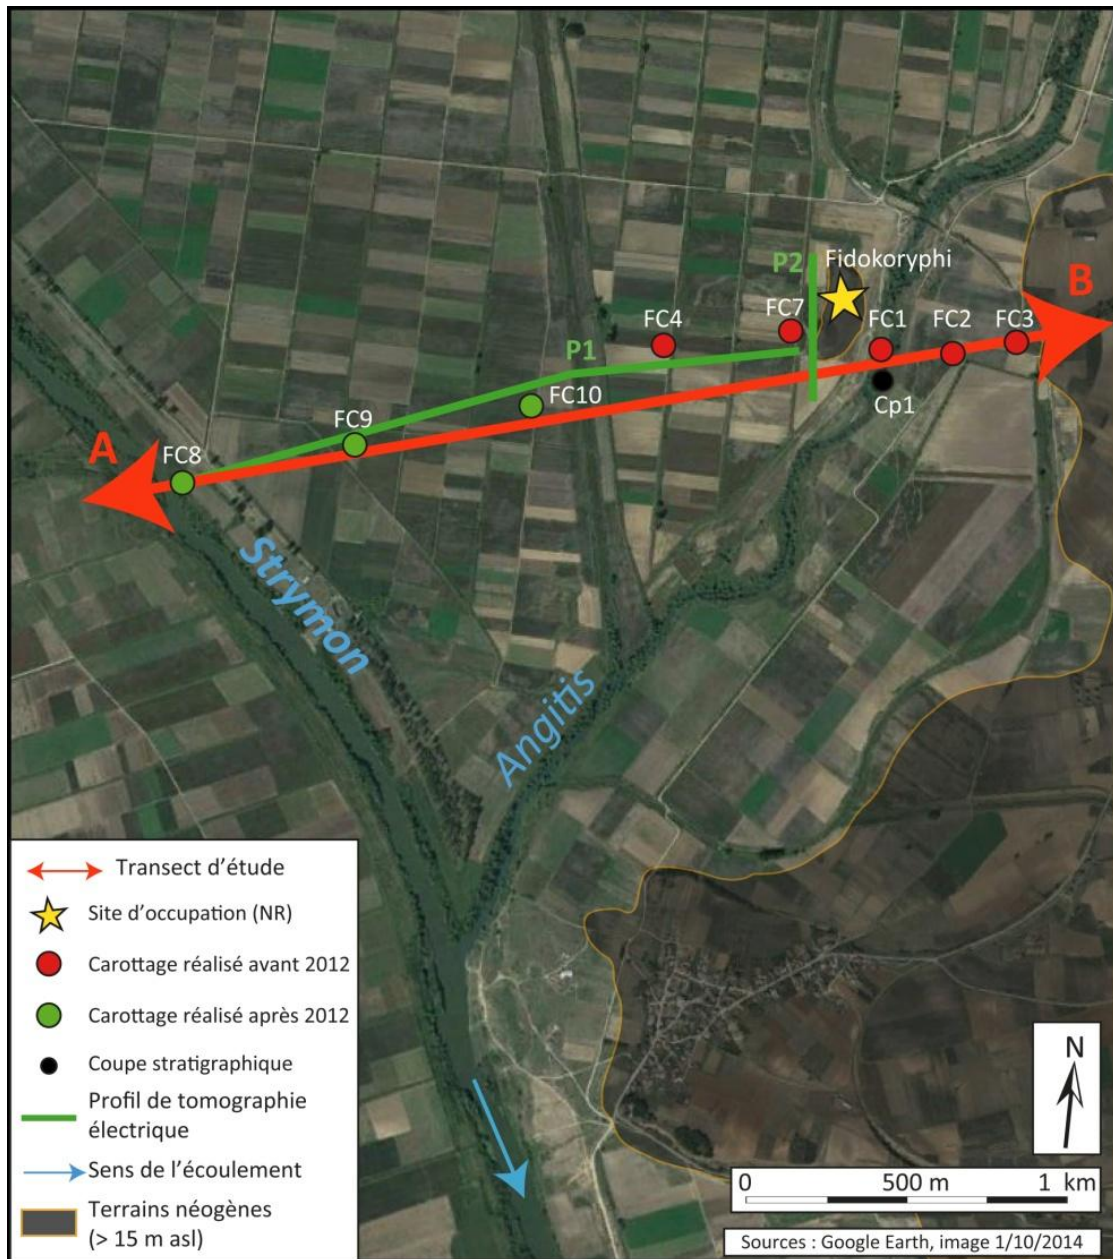 Fidokoryphi
P2
B
FC4
FC7
FC1
FC2
FC3
P1
Cp1
FC10
FC9
A
FC8
Strymon
Angitis
Transect d'étude
Site d'occupation (NR)
Carottage réalisé avant 2012
Carottage réalisé après 2012
Coupe stratigraphique
Profil de tomographie
électrique
Sens de l'écoulement
Terrains néogènes
(> 15 m asl)
N
0 500 m 1 km
Sources : Google Earth, image 1/10/2014